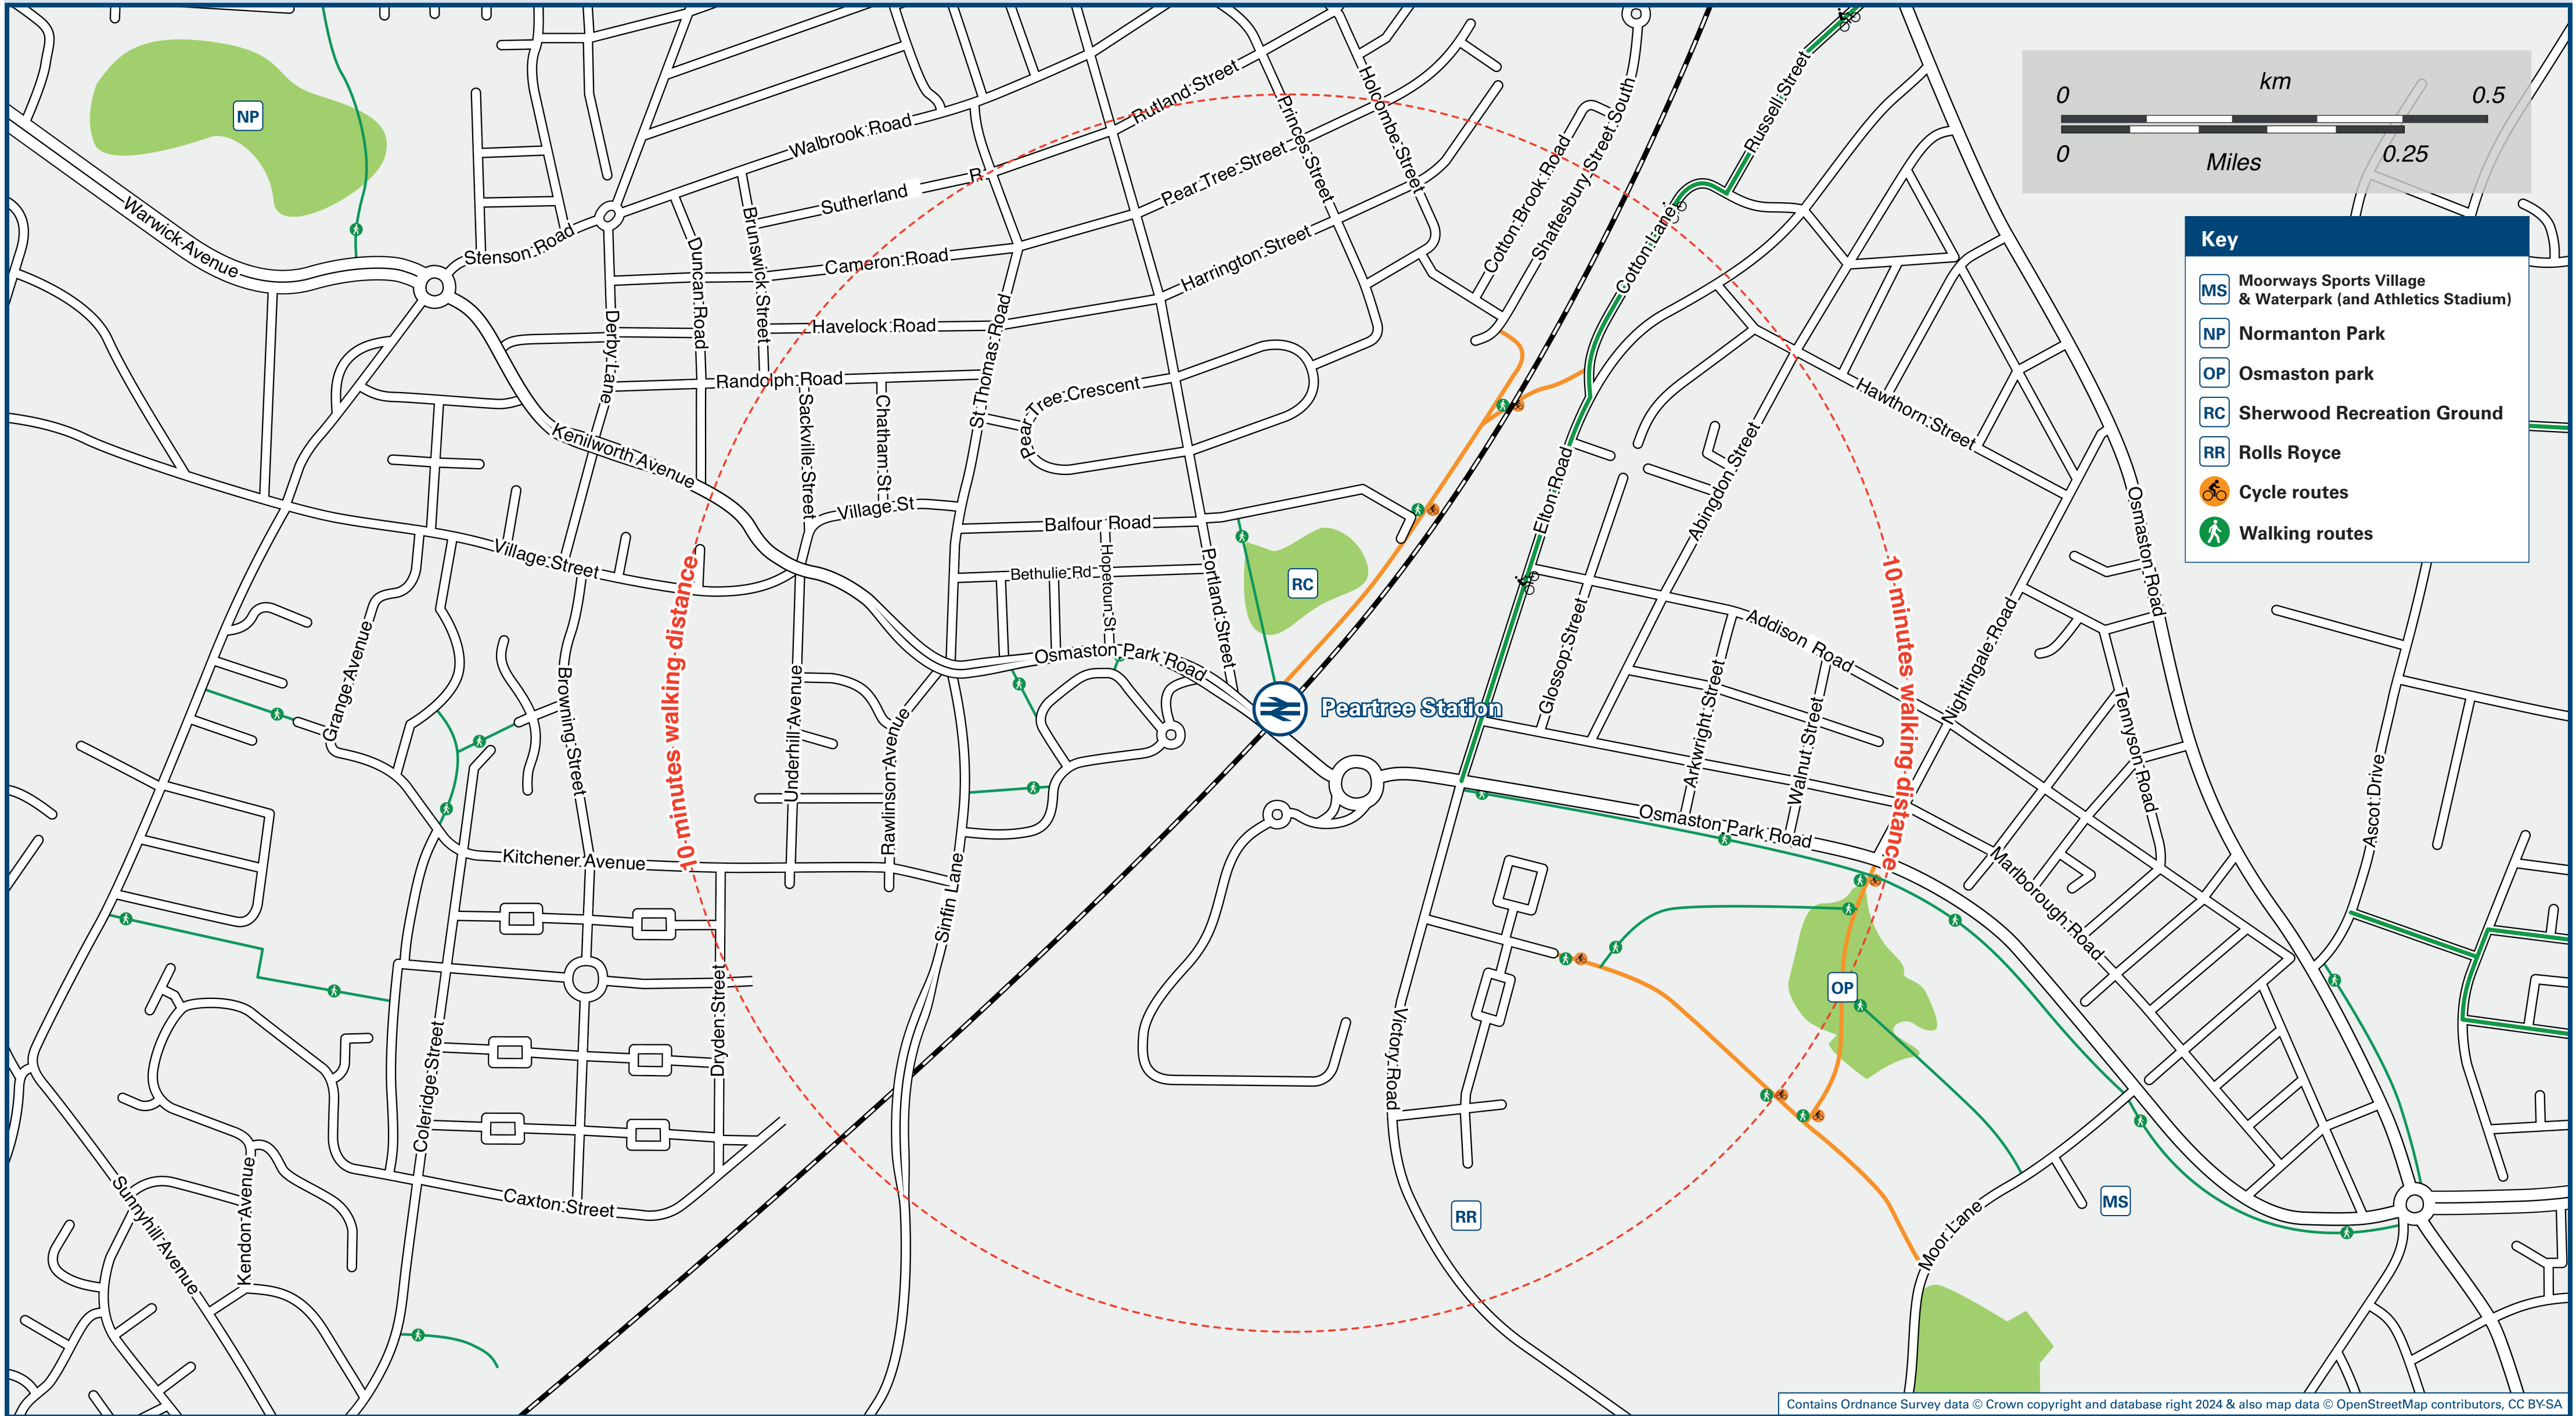 km
0 0.5
0 0.25
Miles
Key
MS Moorways Sports Village
& Waterpark (and Athletics Stadium)
NP Normanton Park
OP Osmaston park
RC Sherwood Recreation Ground
RR Rolls Royce
Cycle routes
Walking routes
NP
Warwick Avenue
Stenson Road
Walbrook Road
Rutland Street
Sutherland
R
Princes Street
Holcombe Street
Pear Tree Street
Cotton Brook Road
Shaftesbury Street South
Russell Street
Cotton Lane
Brunswick Street
Duncan Road
Cameron Road
Harrington Street
Derby Lane
Havelock Road
St Thomas Road
Randolph Road
Sackville Street
Chatham St
Pear Tree Crescent
Hawthorn Street
Kenilworth Avenue
Village St
Balfour Road
Abingdon Street
Elton Road
Osmaston Road
Village Street
Bethulie Rd
Hopetoun St
Portland Street
RC
10 minutes walking distance
10 minutes walking distance
Glossop Street
Addison Road
Nightingale Road
Grange Avenue
Browning Street
Underhill Avenue
Rawlinson Avenue
Osmaston Park Road
Peartree Station
Arkwright Street
Walnut Street
Tennyson Road
Ascot Drive
Osmaston Park Road
Kitchener Avenue
Sinfin Lane
Marlborough Road
OP
Dryden Street
Coleridge Street
Victory Road
Sunnyhill Avenue
Kendon Avenue
Caxton Street
RR
MS
Moor Lane
Contains Ordnance Survey data © Crown copyright and database right 2024 & also map data © OpenStreetMap contributors, CC BY-SA